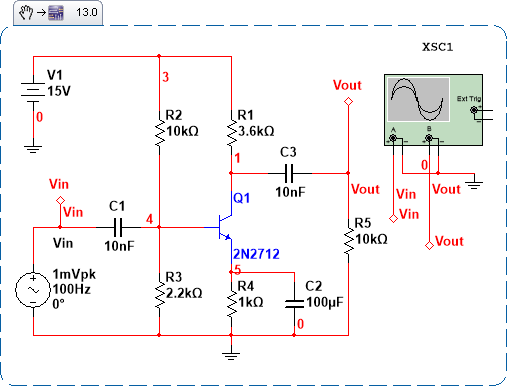 13.0
XSC1
V1
15V
3
0
R2
10kΩ
R1
3.6kΩ
Vout
Ext Trig
A
B
1
C3
10nF
Vout
0
Vin
Vout
Vin
Vin
Vin
C1
10nF
4
Q1
2N2712
Vin
Vout
R5
10kΩ
1mVpk
100Hz
0°
R3
2.2kΩ
5
R4
1kΩ
C2
100µF
0